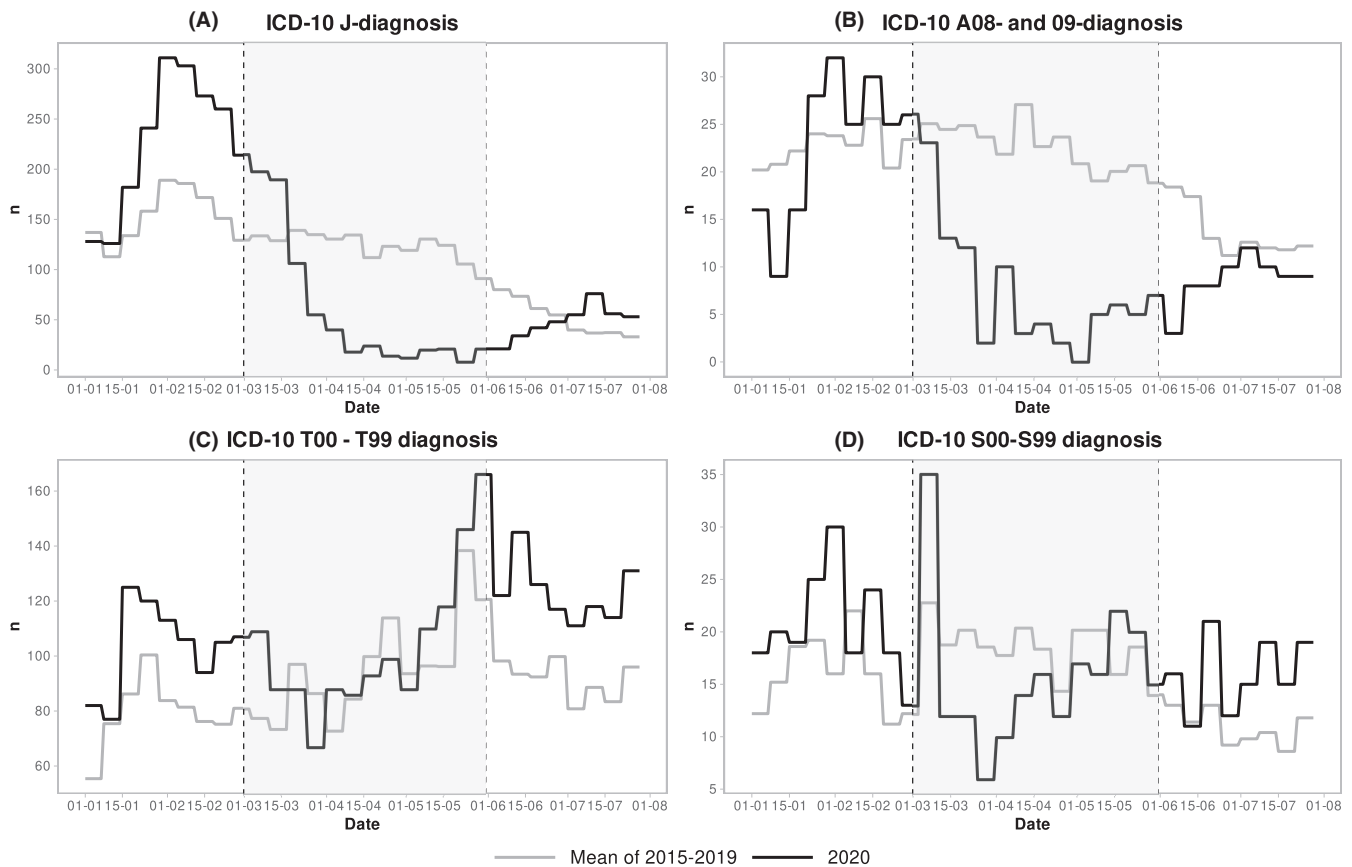 (A) ICD-10 J-diagnosis
300
250
200
150
100
50
0
n
01-01 15-01 01-02 15-02 01-03 15-03 01-04 15-04 01-05 15-05 01-06 15-06 01-07 15-07 01-08
Date
(B) ICD-10 A08- and 09-diagnosis
30
25
20
15
10
5
0
n
01-01 15-01 01-02 15-02 01-03 15-03 01-04 15-04 01-05 15-05 01-06 15-06 01-07 15-07 01-08
Date
(C) ICD-10 T00 - T99 diagnosis
160
140
120
100
80
60
n
01-01 15-01 01-02 15-02 01-03 15-03 01-04 15-04 01-05 15-05 01-06 15-06 01-07 15-07 01-08
Date
(D) ICD-10 S00-S99 diagnosis
35
30
25
20
15
10
5
n
01-01 15-01 01-02 15-02 01-03 15-03 01-04 15-04 01-05 15-05 01-06 15-06 01-07 15-07 01-08
Date
Mean of 2015-2019 2020